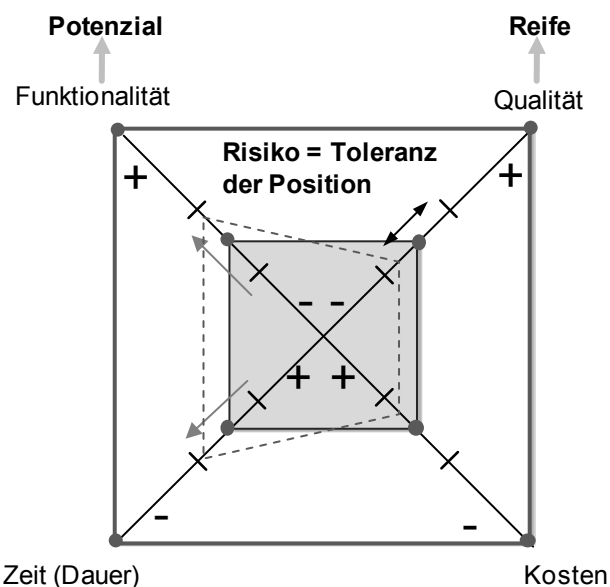 Potenzial
Reife
Funktionalität
Qualität
Risiko = Toleranz
der Position
+
+
- -
+ +
-
-
Zeit (Dauer)
Kosten